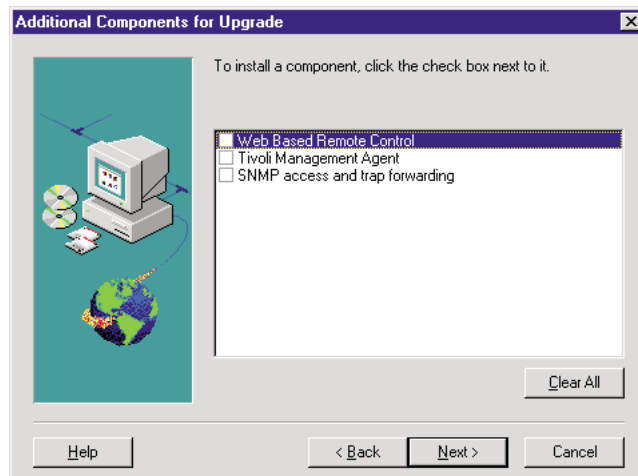 Additional Components for Upgrade
To install a component, click the check box next to it.
Web Based Remote Control
Tivoli Management Agent
SNMP access and trap forwarding
Clear All
Help
< Back
Next >
Cancel